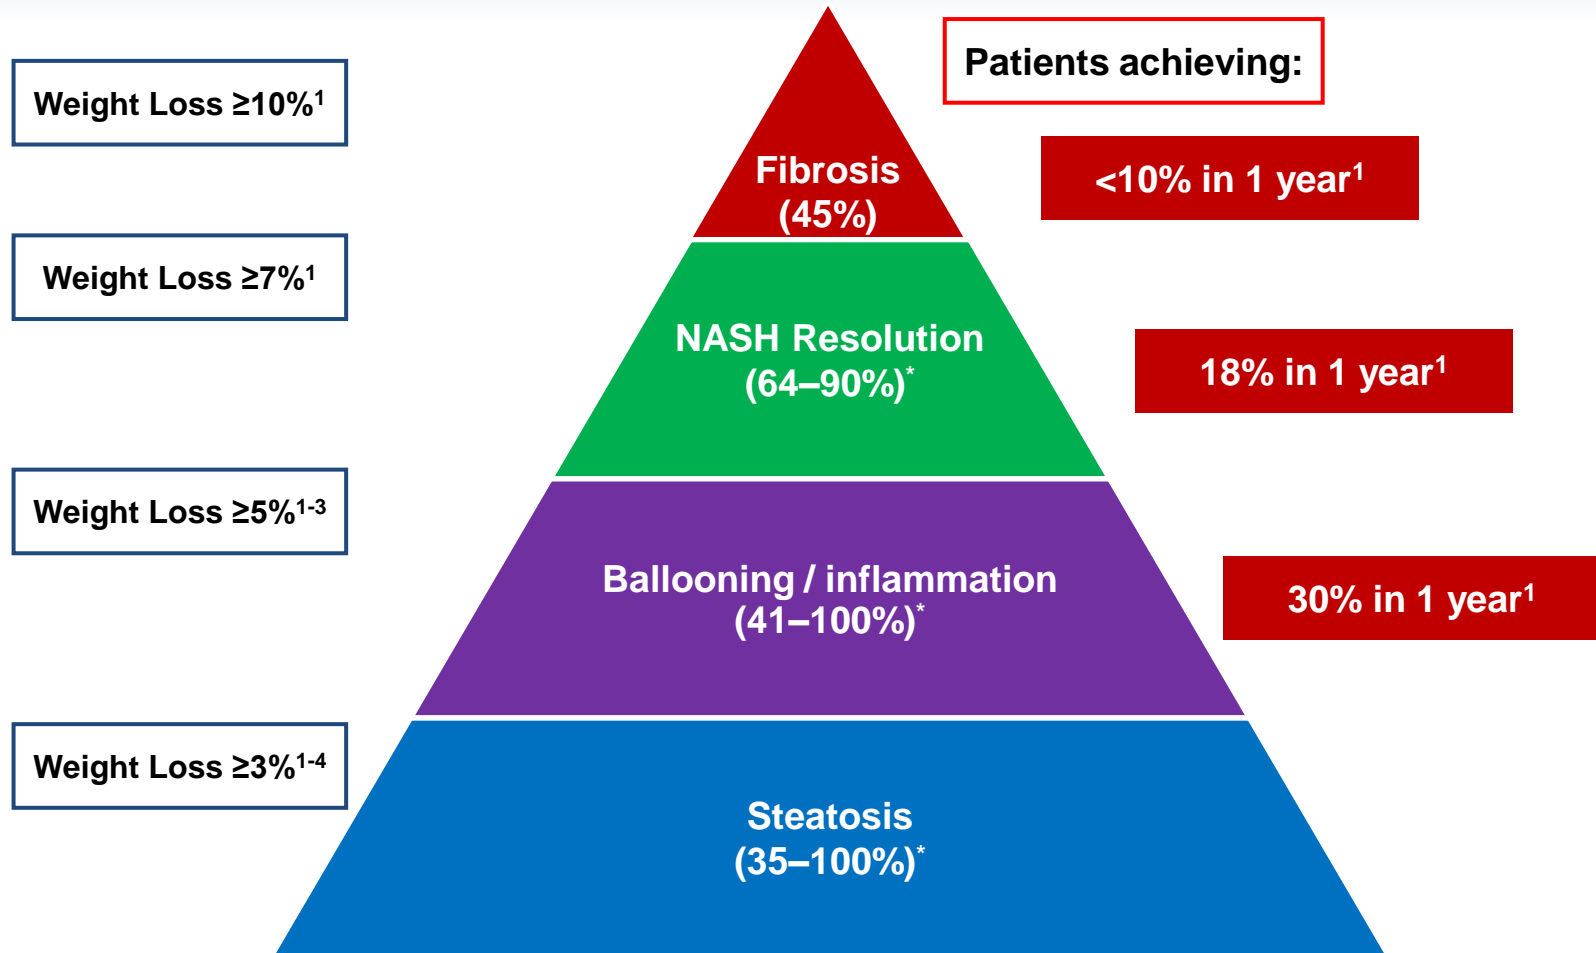 Patients achieving:
Weight Loss ≥10%¹
Fibrosis
(45%)
<10% in 1 year¹
Weight Loss ≥7%¹
NASH Resolution
(64–90%)*
18% in 1 year¹
Weight Loss ≥5%¹⁻³
Ballooning / inflammation
(41–100%)*
30% in 1 year¹
Weight Loss ≥3%¹⁻⁴
Steatosis
(35–100%)*